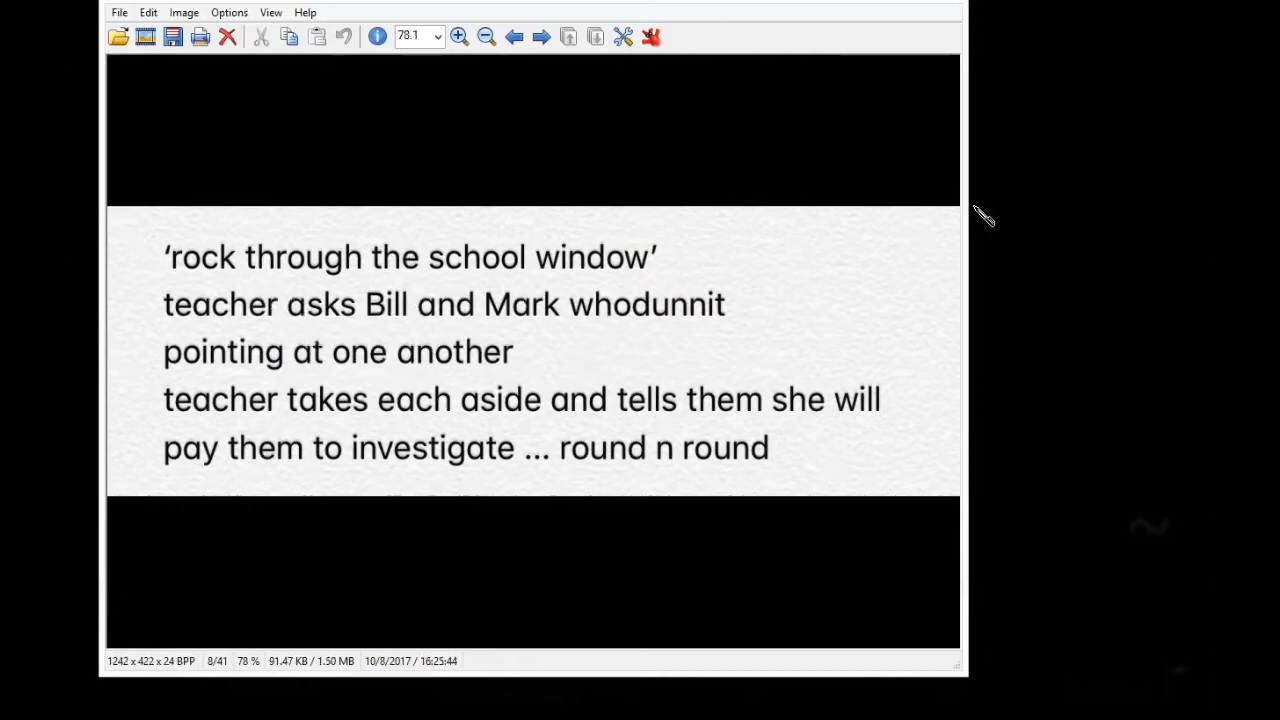 File Edit Image Options View Help
78.1
‘rock through the school window’
teacher asks Bill and Mark whodunnit
pointing at one another
teacher takes each aside and tells them she will
pay them to investigate ... round n round
1242 x 422 x 24 BPP 8/41 78 % 91.47 KB / 1.50 MB 10/8/2017 / 16:25:44
~